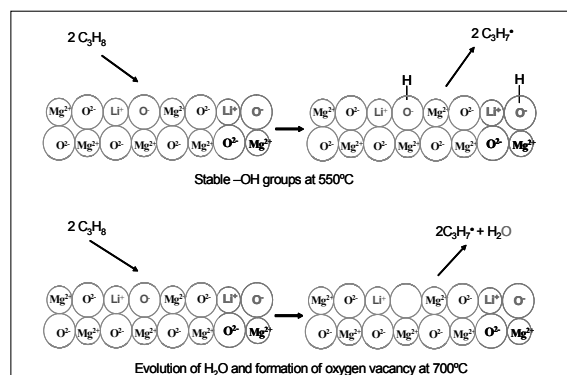 2 C₃H₈ 2 C₃H₇•
H H
Mg²⁺ O²⁻ Li⁺ O⁻ Mg²⁺ O²⁻ Li⁺ O⁻ Mg²⁺ O²⁻ Li⁺ O⁻ Mg²⁺ O²⁻ Li⁺ O⁻
O²⁻ Mg²⁺ O²⁻ Mg²⁺ O²⁻ Mg²⁺ O²⁻ Mg²⁺ O²⁻ Mg²⁺ O²⁻ Mg²⁺ O²⁻ Mg²⁺ O²⁻ Mg²⁺
Stable –OH groups at 550ºC
2 C₃H₈ 2C₃H₇• + H₂O
Mg²⁺ O²⁻ Li⁺ O⁻ Mg²⁺ O²⁻ Li⁺ O⁻ Mg²⁺ O²⁻ Li⁺ Mg²⁺ O²⁻ Li⁺ O⁻
O²⁻ Mg²⁺ O²⁻ Mg²⁺ O²⁻ Mg²⁺ O²⁻ Mg²⁺ O²⁻ Mg²⁺ O²⁻ Mg²⁺ O²⁻ Mg²⁺ O²⁻ Mg²⁺
Evolution of H₂O and formation of oxygen vacancy at 700ºC